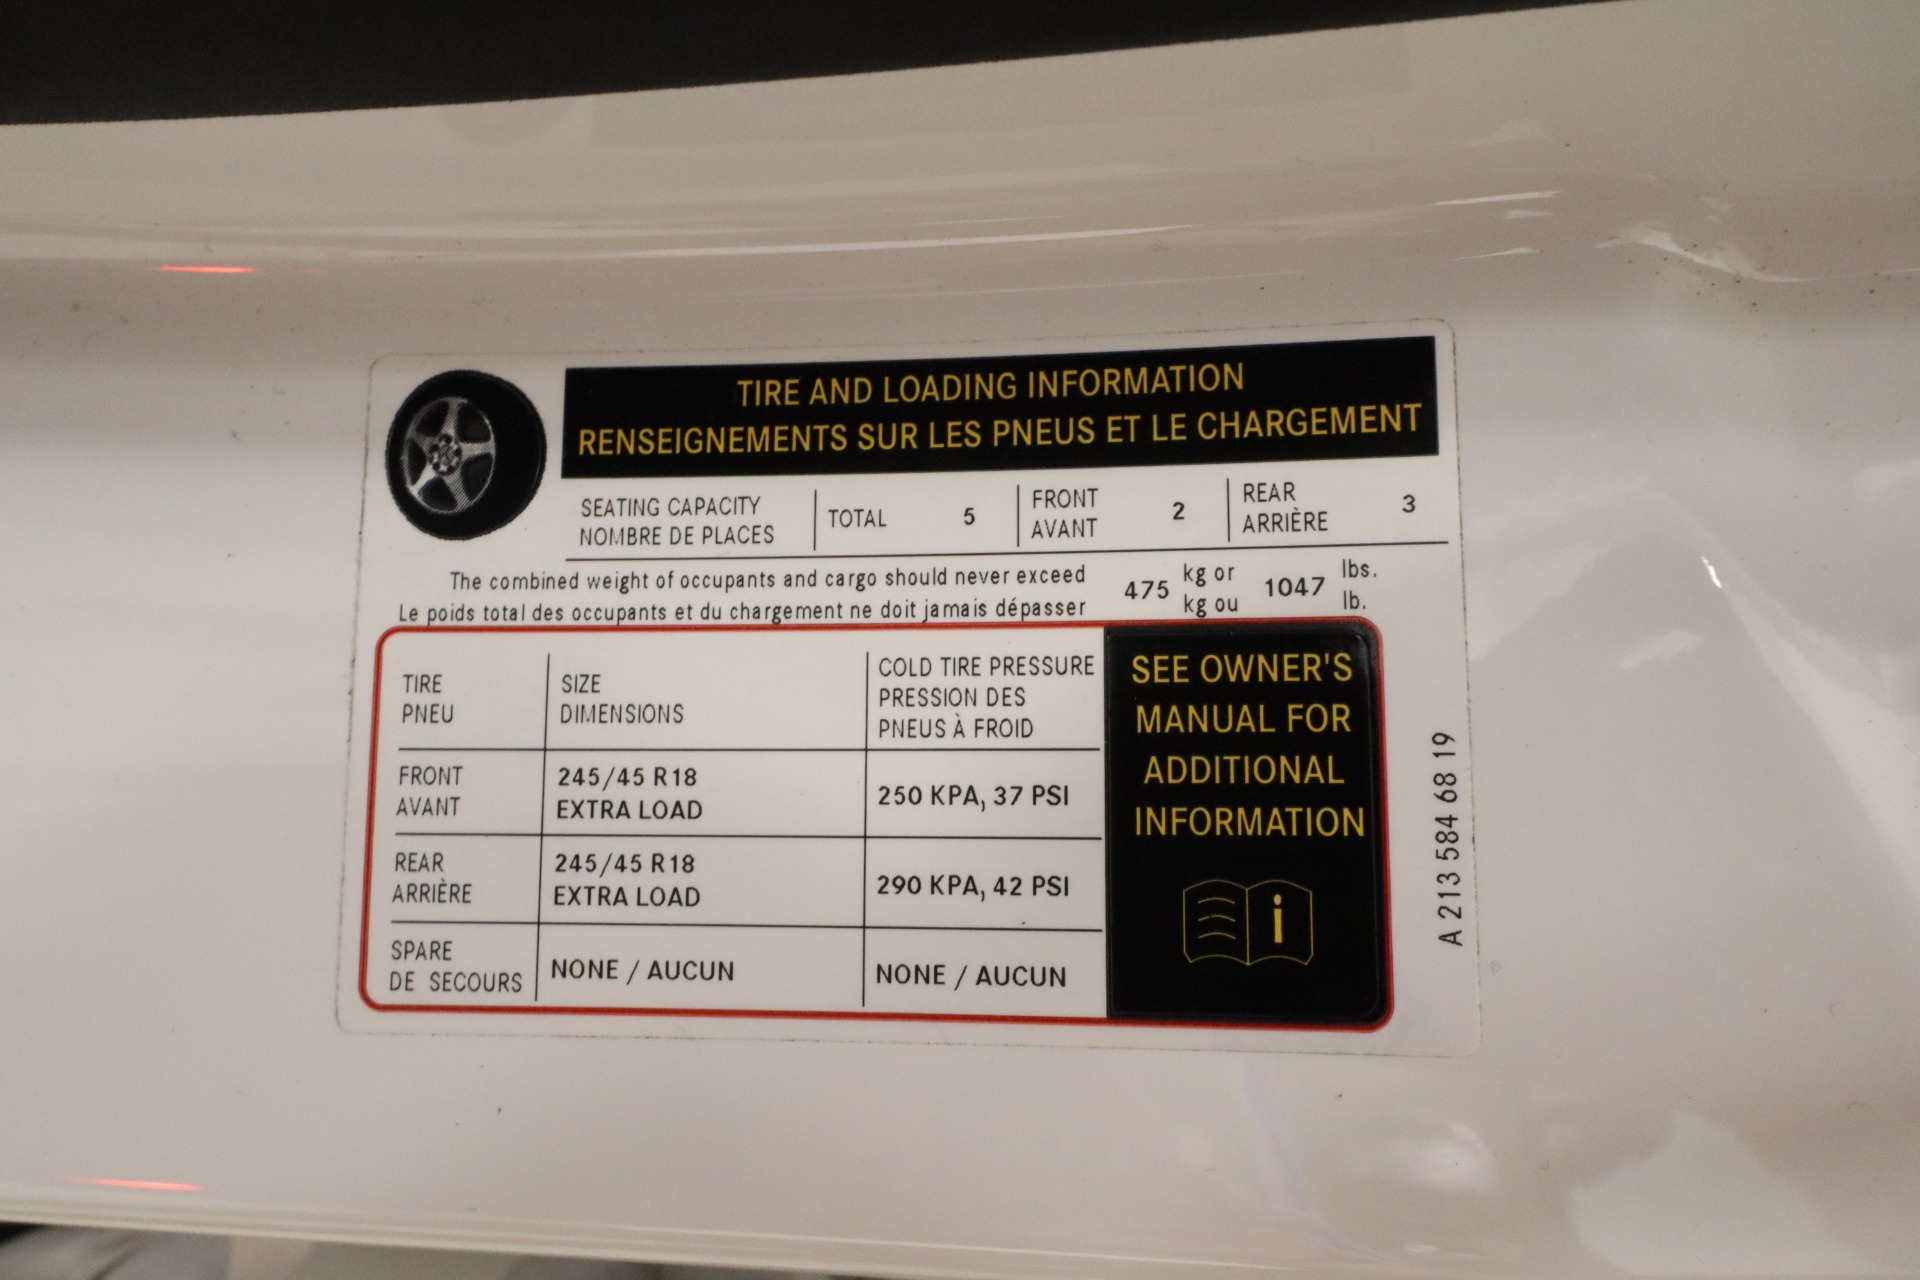 TIRE AND LOADING INFORMATION
RENSEIGNEMENTS SUR LES PNEUS ET LE CHARGEMENT
SEATING CAPACITY
NOMBRE DE PLACES
TOTAL 5
FRONT
AVANT
2
REAR
ARRIÈRE
3
The combined weight of occupants and cargo should never exceed
Le poids total des occupants et du chargement ne doit jamais dépasser
475
kg or
kg ou
1047
lbs.
lb.
TIRE
PNEU
SIZE
DIMENSIONS
COLD TIRE PRESSURE
PRESSION DES
PNEUS À FROID
FRONT
AVANT
245/45 R18
EXTRA LOAD
250 KPA, 37 PSI
REAR
ARRIÈRE
245/45 R18
EXTRA LOAD
290 KPA, 42 PSI
SPARE
DE SECOURS
NONE / AUCUN
NONE / AUCUN
SEE OWNER'S
MANUAL FOR
ADDITIONAL
INFORMATION
i
A 213 584 68 19